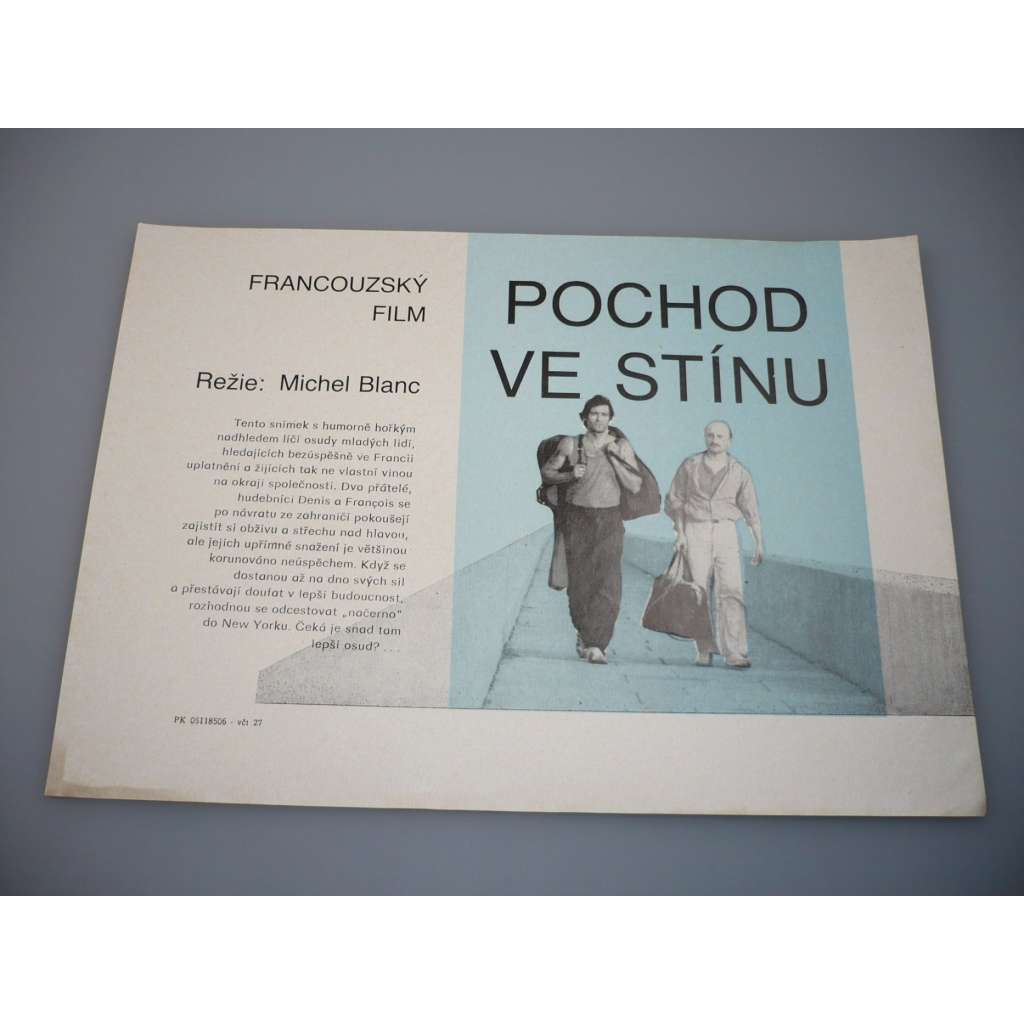 FRANCOUZSKÝ
FILM
Režie: Michel Blanc
Tento snímek s humorně hořkým
nadhledem líčí osudy mladých lidí,
hledajících bezúspěšně ve Francii
uplatnění a žijících tak ne vlastní vinou
na okraji společnosti. Dva přátelé,
hudebníci Denis a François se
po návratu ze zahraničí pokoušejí
zajistit si obživu a střechu nad hlavou,
ale jejich upřímné snažení je většinou
korunováno neúspěchem. Když se
dostanou až na dno svých sil
a přestávají doufat v lepší budoucnost,
rozhodnou se odcestovat „načerno“
do New Yorku. Čeká je snad tam
lepší osud? ...
PK 05118506 - včt 27
POCHOD
VE STÍNU